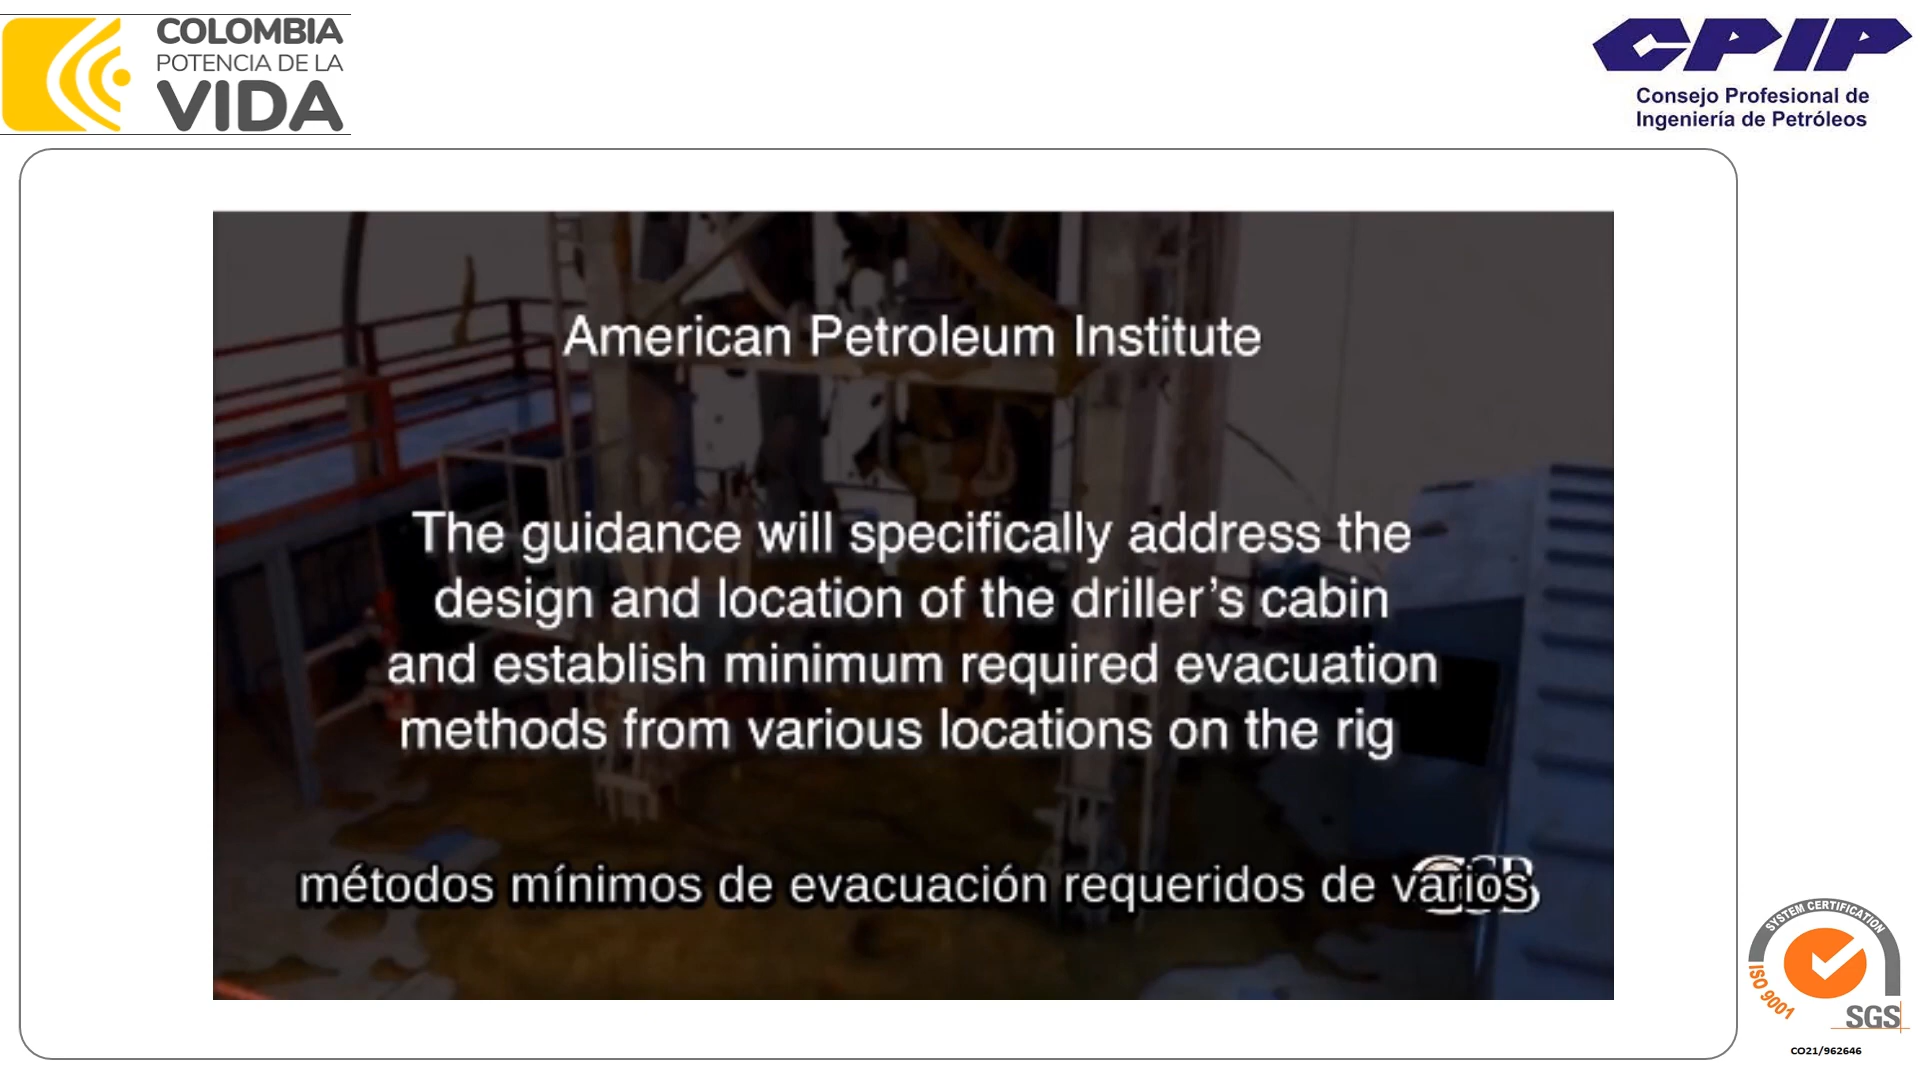 COLOMBIA
POTENCIA DE LA
VIDA
CPIP
Consejo Profesional de
Ingeniería de Petróleos
American Petroleum Institute
The guidance will specifically address the
design and location of the driller’s cabin
and establish minimum required evacuation
methods from various locations on the rig
métodos mínimos de evacuación requeridos de varios
CSB
SYSTEM CERTIFICATION
ISO 9001
SGS
CO21/962646